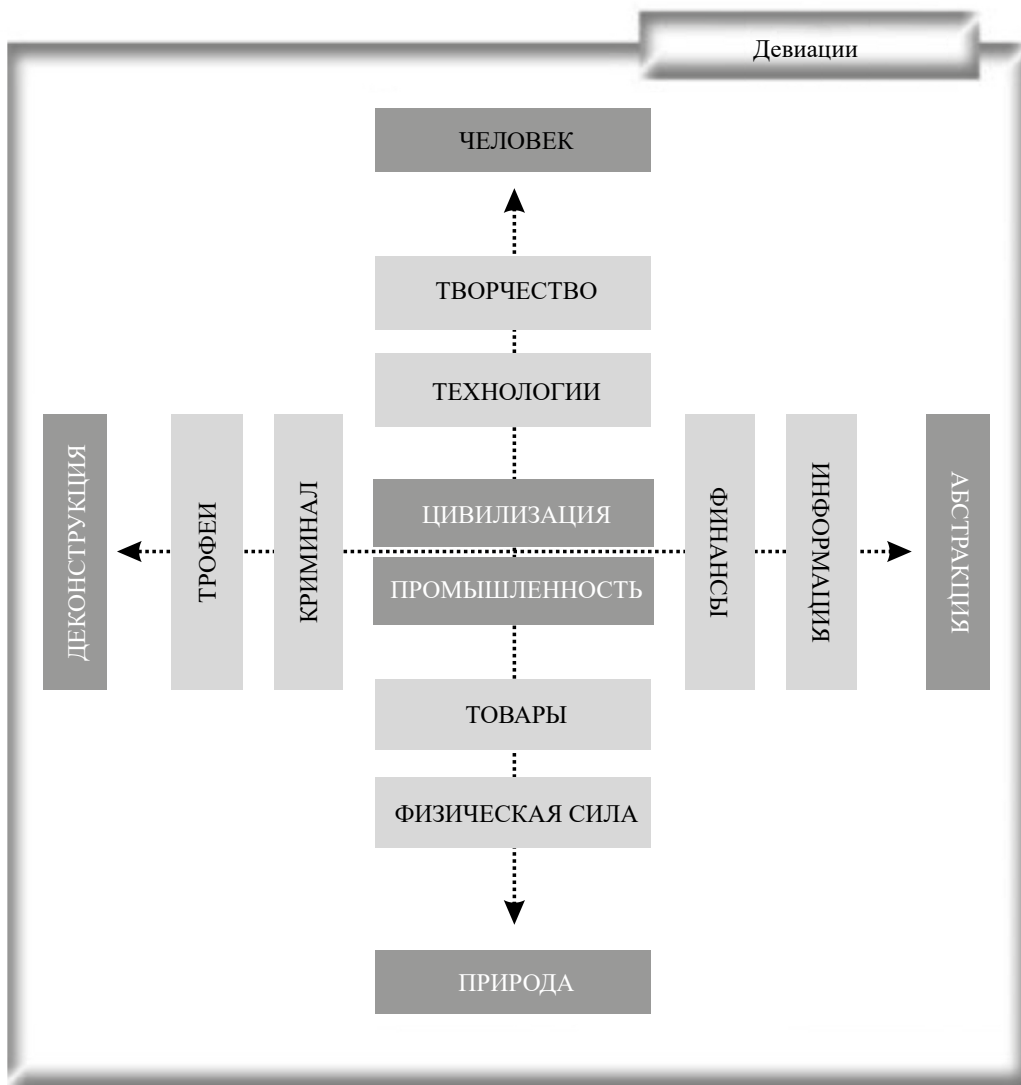 Девиации
ЧЕЛОВЕК
ТВОРЧЕСТВО
ТЕХНОЛОГИИ
ДЕКОНСТРУКЦИЯ
ТРОФЕИ
КРИМИНАЛ
ЦИВИЛИЗАЦИЯ
ПРОМЫШЛЕННОСТЬ
ФИНАНСЫ
ИНФОРМАЦИЯ
АБСТРАКЦИЯ
ТОВАРЫ
ФИЗИЧЕСКАЯ СИЛА
ПРИРОДА